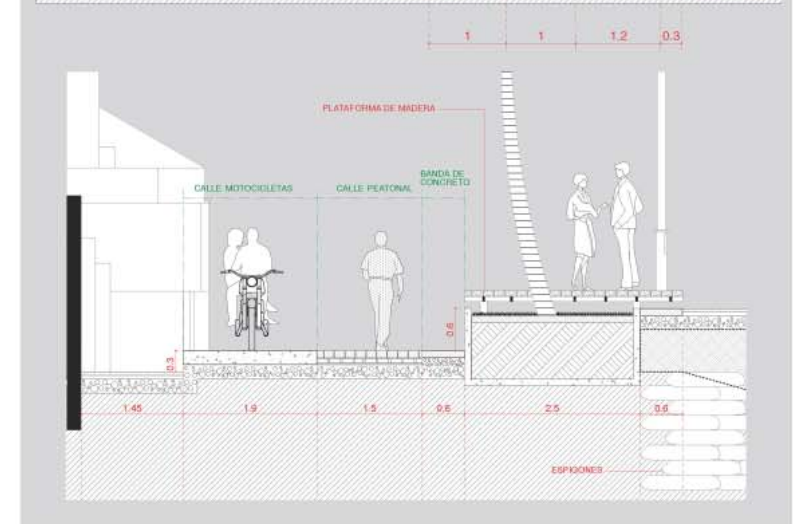 1 1 1.2 0.3
PLATAFORMA DE MADERA
BANDA DE
CONCRETO
CALLE MOTOCICLETAS CALLE PEATONAL
0.6
0.3
1.45 1.9 1.5 0.6 2.5 0.6
ESPIGONES